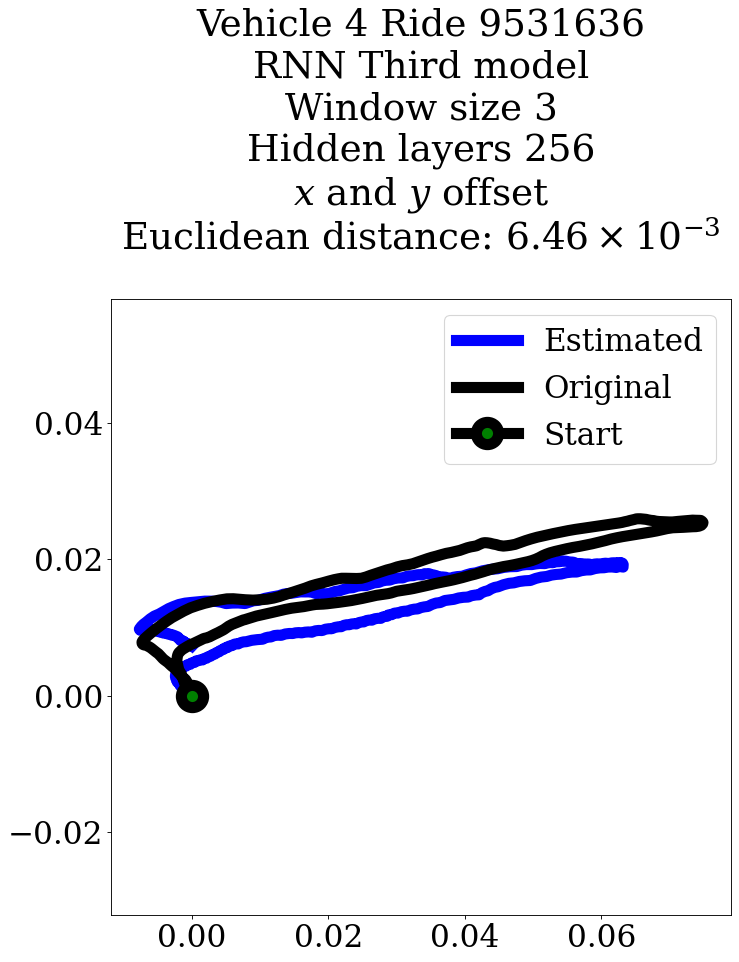 Vehicle 4 Ride 9531636
RNN Third model
Window size 3
Hidden layers 256
x and y offset
Euclidean distance: 6.46 × 10⁻³
Estimated
Original
Start
0.04
0.02
0.00
−0.02
0.00 0.02 0.04 0.06